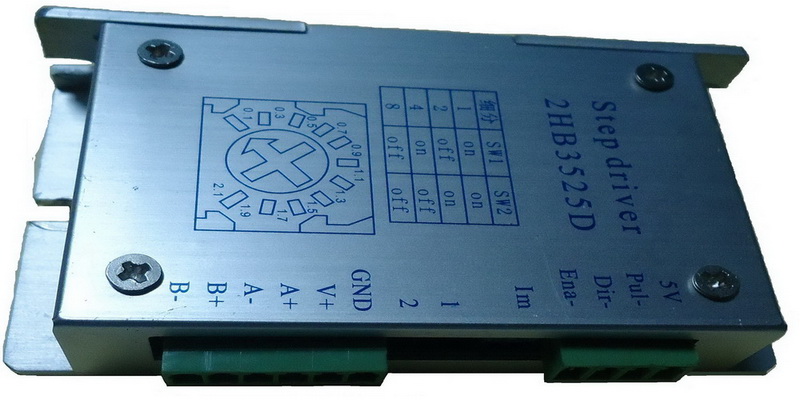 Step driver
2HB3525D
细分 SW1 SW2
1 on on
2 off on
4 on off
8 off off
0.1
0.3
0.5
0.7
0.9
1.1
1.3
1.5
1.7
1.9
2.1
5V
Pul-
Dir-
Ena-
Im
1
2
GND
V+
A+
A-
B+
B-